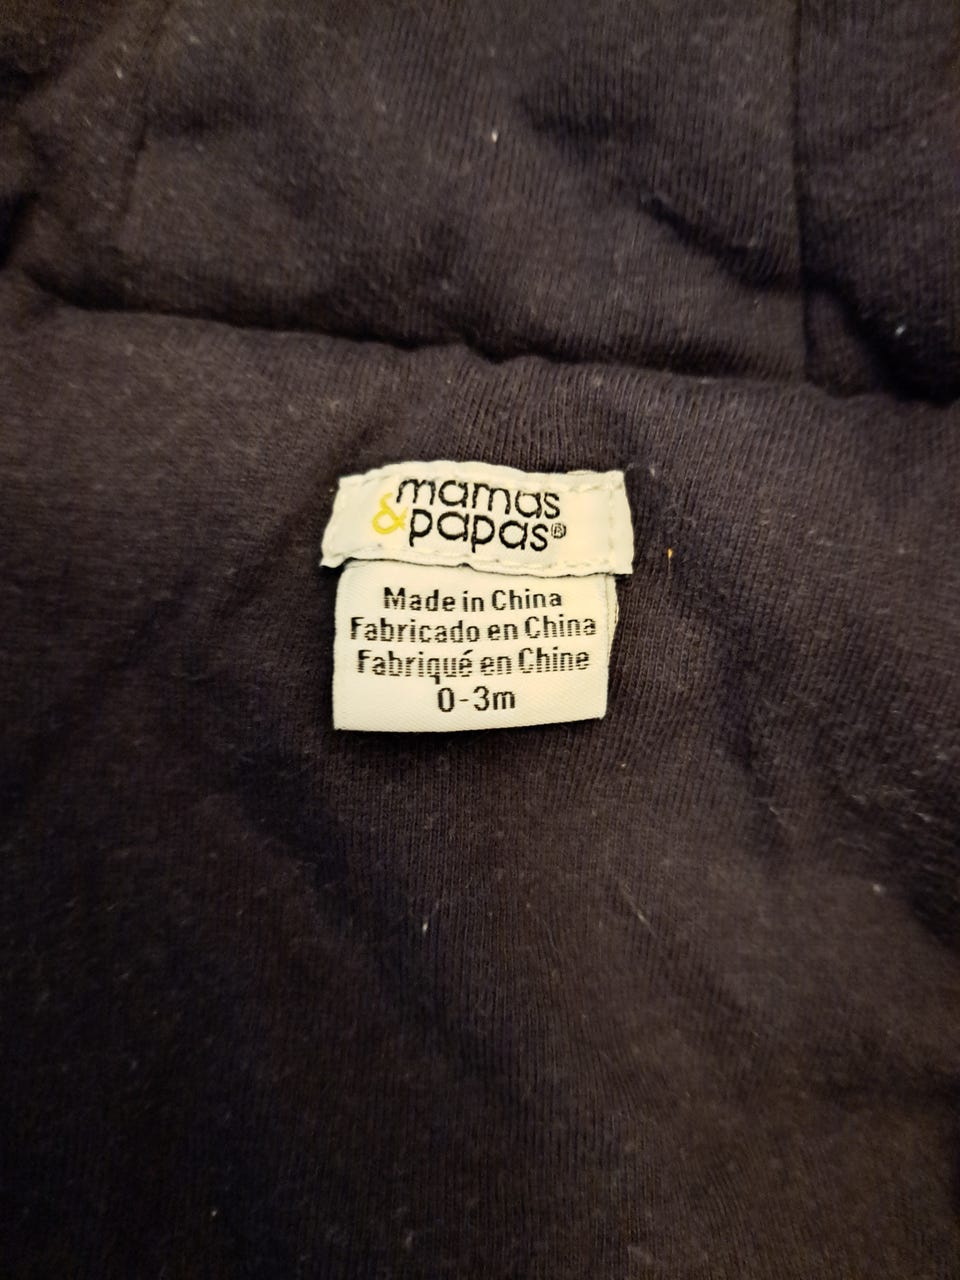 mamas
&papas®
Made in China
Fabricado en China
Fabriqué en Chine
0-3m